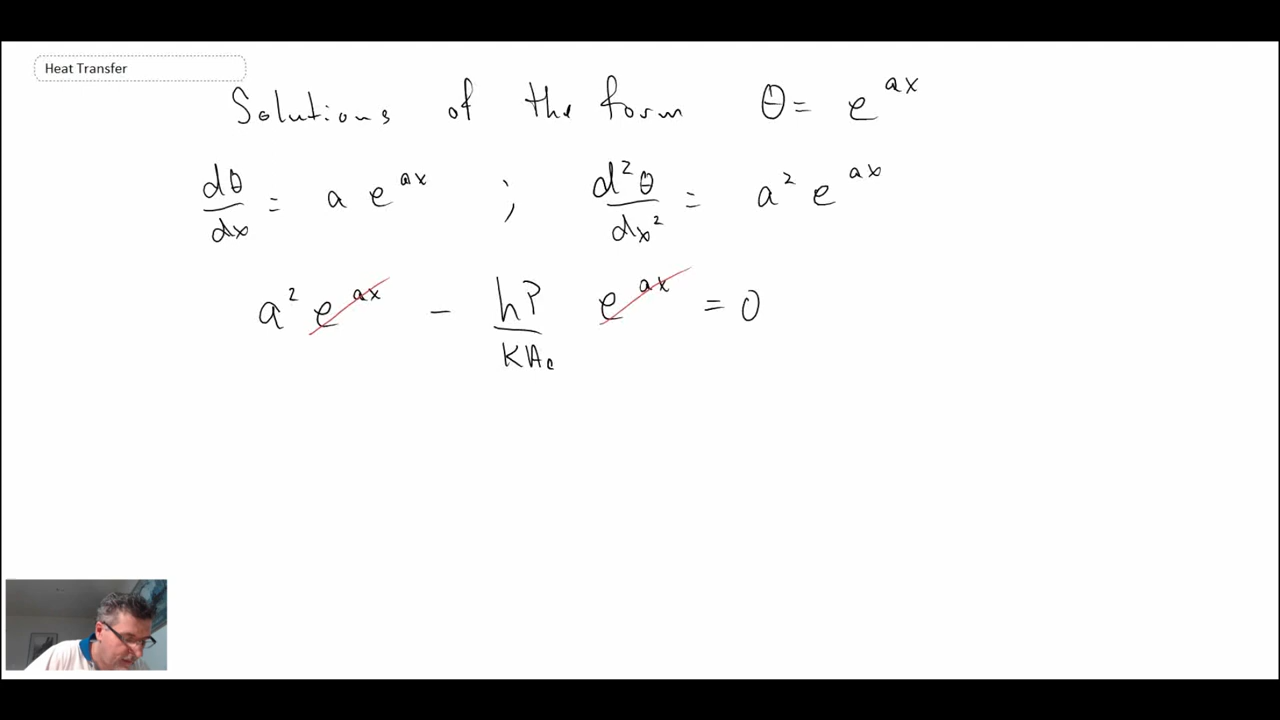 Heat Transfer
Solutions of the form θ = e^{ax}
dθ/dx = a e^{ax} ; d²θ/dx² = a² e^{ax}
a² e^{ax} - hP/KAc e^{ax} = 0